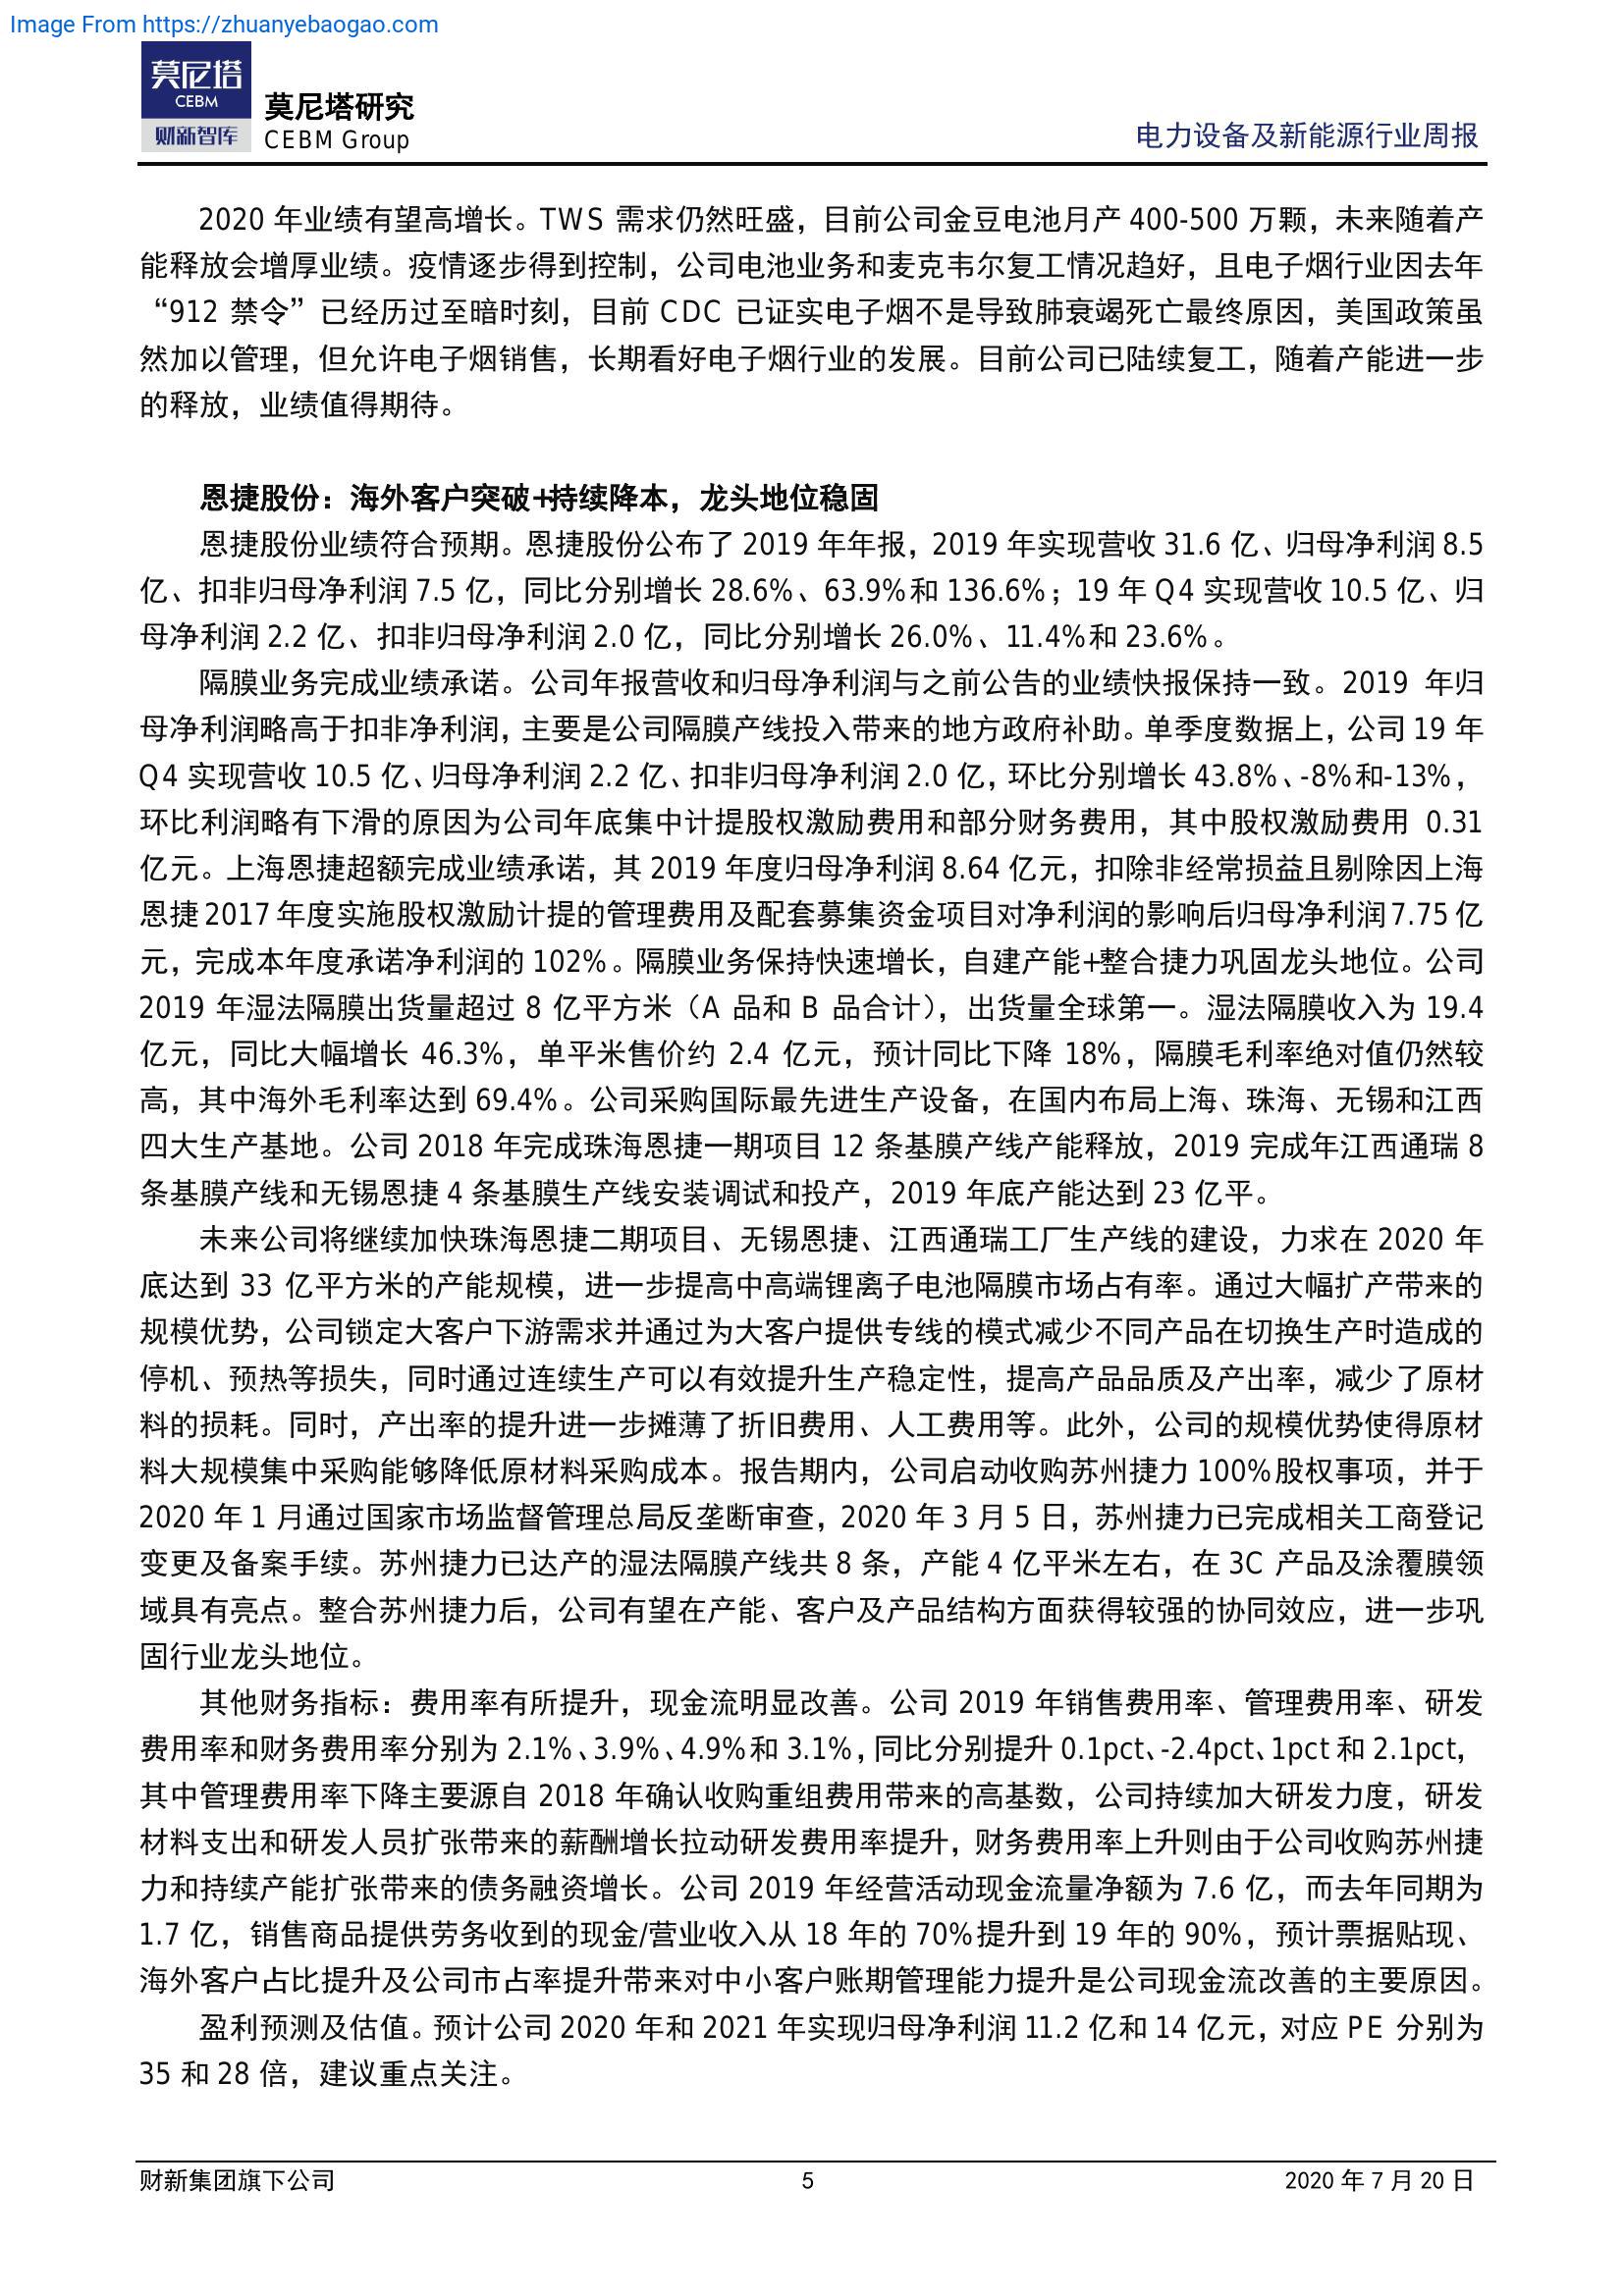 Image From https://zhuanyebaogao.com
莫尼塔
CEBM
财新智库
莫尼塔研究
CEBM Group
电力设备及新能源行业周报
2020 年业绩有望高增长。TWS 需求仍然旺盛，目前公司金豆电池月产 400-500 万颗，未来随着产
能释放会增厚业绩。疫情逐步得到控制，公司电池业务和麦克韦尔复工情况趋好，且电子烟行业因去年
“912 禁令”已经历过至暗时刻，目前 CDC 已证实电子烟不是导致肺衰竭死亡最终原因，美国政策虽
然加以管理，但允许电子烟销售，长期看好电子烟行业的发展。目前公司已陆续复工，随着产能进一步
的释放，业绩值得期待。
恩捷股份：海外客户突破+持续降本，龙头地位稳固
恩捷股份业绩符合预期。恩捷股份公布了 2019 年年报，2019 年实现营收 31.6 亿、归母净利润 8.5
亿、扣非归母净利润 7.5 亿，同比分别增长 28.6%、63.9%和 136.6%；19 年 Q4 实现营收 10.5 亿、归
母净利润 2.2 亿、扣非归母净利润 2.0 亿，同比分别增长 26.0%、11.4%和 23.6%。
隔膜业务完成业绩承诺。公司年报营收和归母净利润与之前公告的业绩快报保持一致。2019 年归
母净利润略高于扣非净利润，主要是公司隔膜产线投入带来的地方政府补助。单季度数据上，公司 19 年
Q4 实现营收 10.5 亿、归母净利润 2.2 亿、扣非归母净利润 2.0 亿，环比分别增长 43.8%、-8%和-13%，
环比利润略有下滑的原因为公司年底集中计提股权激励费用和部分财务费用，其中股权激励费用 0.31
亿元。上海恩捷超额完成业绩承诺，其 2019 年度归母净利润 8.64 亿元，扣除非经常损益且剔除因上海
恩捷 2017 年度实施股权激励计提的管理费用及配套募集资金项目对净利润的影响后归母净利润 7.75 亿
元，完成本年度承诺净利润的 102%。隔膜业务保持快速增长，自建产能+整合捷力巩固龙头地位。公司
2019 年湿法隔膜出货量超过 8 亿平方米（A 品和 B 品合计），出货量全球第一。湿法隔膜收入为 19.4
亿元，同比大幅增长 46.3%，单平米售价约 2.4 亿元，预计同比下降 18%，隔膜毛利率绝对值仍然较
高，其中海外毛利率达到 69.4%。公司采购国际最先进生产设备，在国内布局上海、珠海、无锡和江西
四大生产基地。公司 2018 年完成珠海恩捷一期项目 12 条基膜产线产能释放，2019 完成年江西通瑞 8
条基膜产线和无锡恩捷 4 条基膜生产线安装调试和投产，2019 年底产能达到 23 亿平。
未来公司将继续加快珠海恩捷二期项目、无锡恩捷、江西通瑞工厂生产线的建设，力求在 2020 年
底达到 33 亿平方米的产能规模，进一步提高中高端锂离子电池隔膜市场占有率。通过大幅扩产带来的
规模优势，公司锁定大客户下游需求并通过为大客户提供专线的模式减少不同产品在切换生产时造成的
停机、预热等损失，同时通过连续生产可以有效提升生产稳定性，提高产品品质及产出率，减少了原材
料的损耗。同时，产出率的提升进一步摊薄了折旧费用、人工费用等。此外，公司的规模优势使得原材
料大规模集中采购能够降低原材料采购成本。报告期内，公司启动收购苏州捷力 100%股权事项，并于
2020 年 1 月通过国家市场监督管理总局反垄断审查，2020 年 3 月 5 日，苏州捷力已完成相关工商登记
变更及备案手续。苏州捷力已达产的湿法隔膜产线共 8 条，产能 4 亿平米左右，在 3C 产品及涂覆膜领
域具有亮点。整合苏州捷力后，公司有望在产能、客户及产品结构方面获得较强的协同效应，进一步巩
固行业龙头地位。
其他财务指标：费用率有所提升，现金流明显改善。公司 2019 年销售费用率、管理费用率、研发
费用率和财务费用率分别为 2.1%、3.9%、4.9%和 3.1%，同比分别提升 0.1pct、-2.4pct、1pct 和 2.1pct，
其中管理费用率下降主要源自 2018 年确认收购重组费用带来的高基数，公司持续加大研发力度，研发
材料支出和研发人员扩张带来的薪酬增长拉动研发费用率提升，财务费用率上升则由于公司收购苏州捷
力和持续产能扩张带来的债务融资增长。公司 2019 年经营活动现金流量净额为 7.6 亿，而去年同期为
1.7 亿，销售商品提供劳务收到的现金/营业收入从 18 年的 70%提升到 19 年的 90%，预计票据贴现、
海外客户占比提升及公司市占率提升带来对中小客户账期管理能力提升是公司现金流改善的主要原因。
盈利预测及估值。预计公司 2020 年和 2021 年实现归母净利润 11.2 亿和 14 亿元，对应 PE 分别为
35 和 28 倍，建议重点关注。
财新集团旗下公司
5
2020 年 7 月 20 日